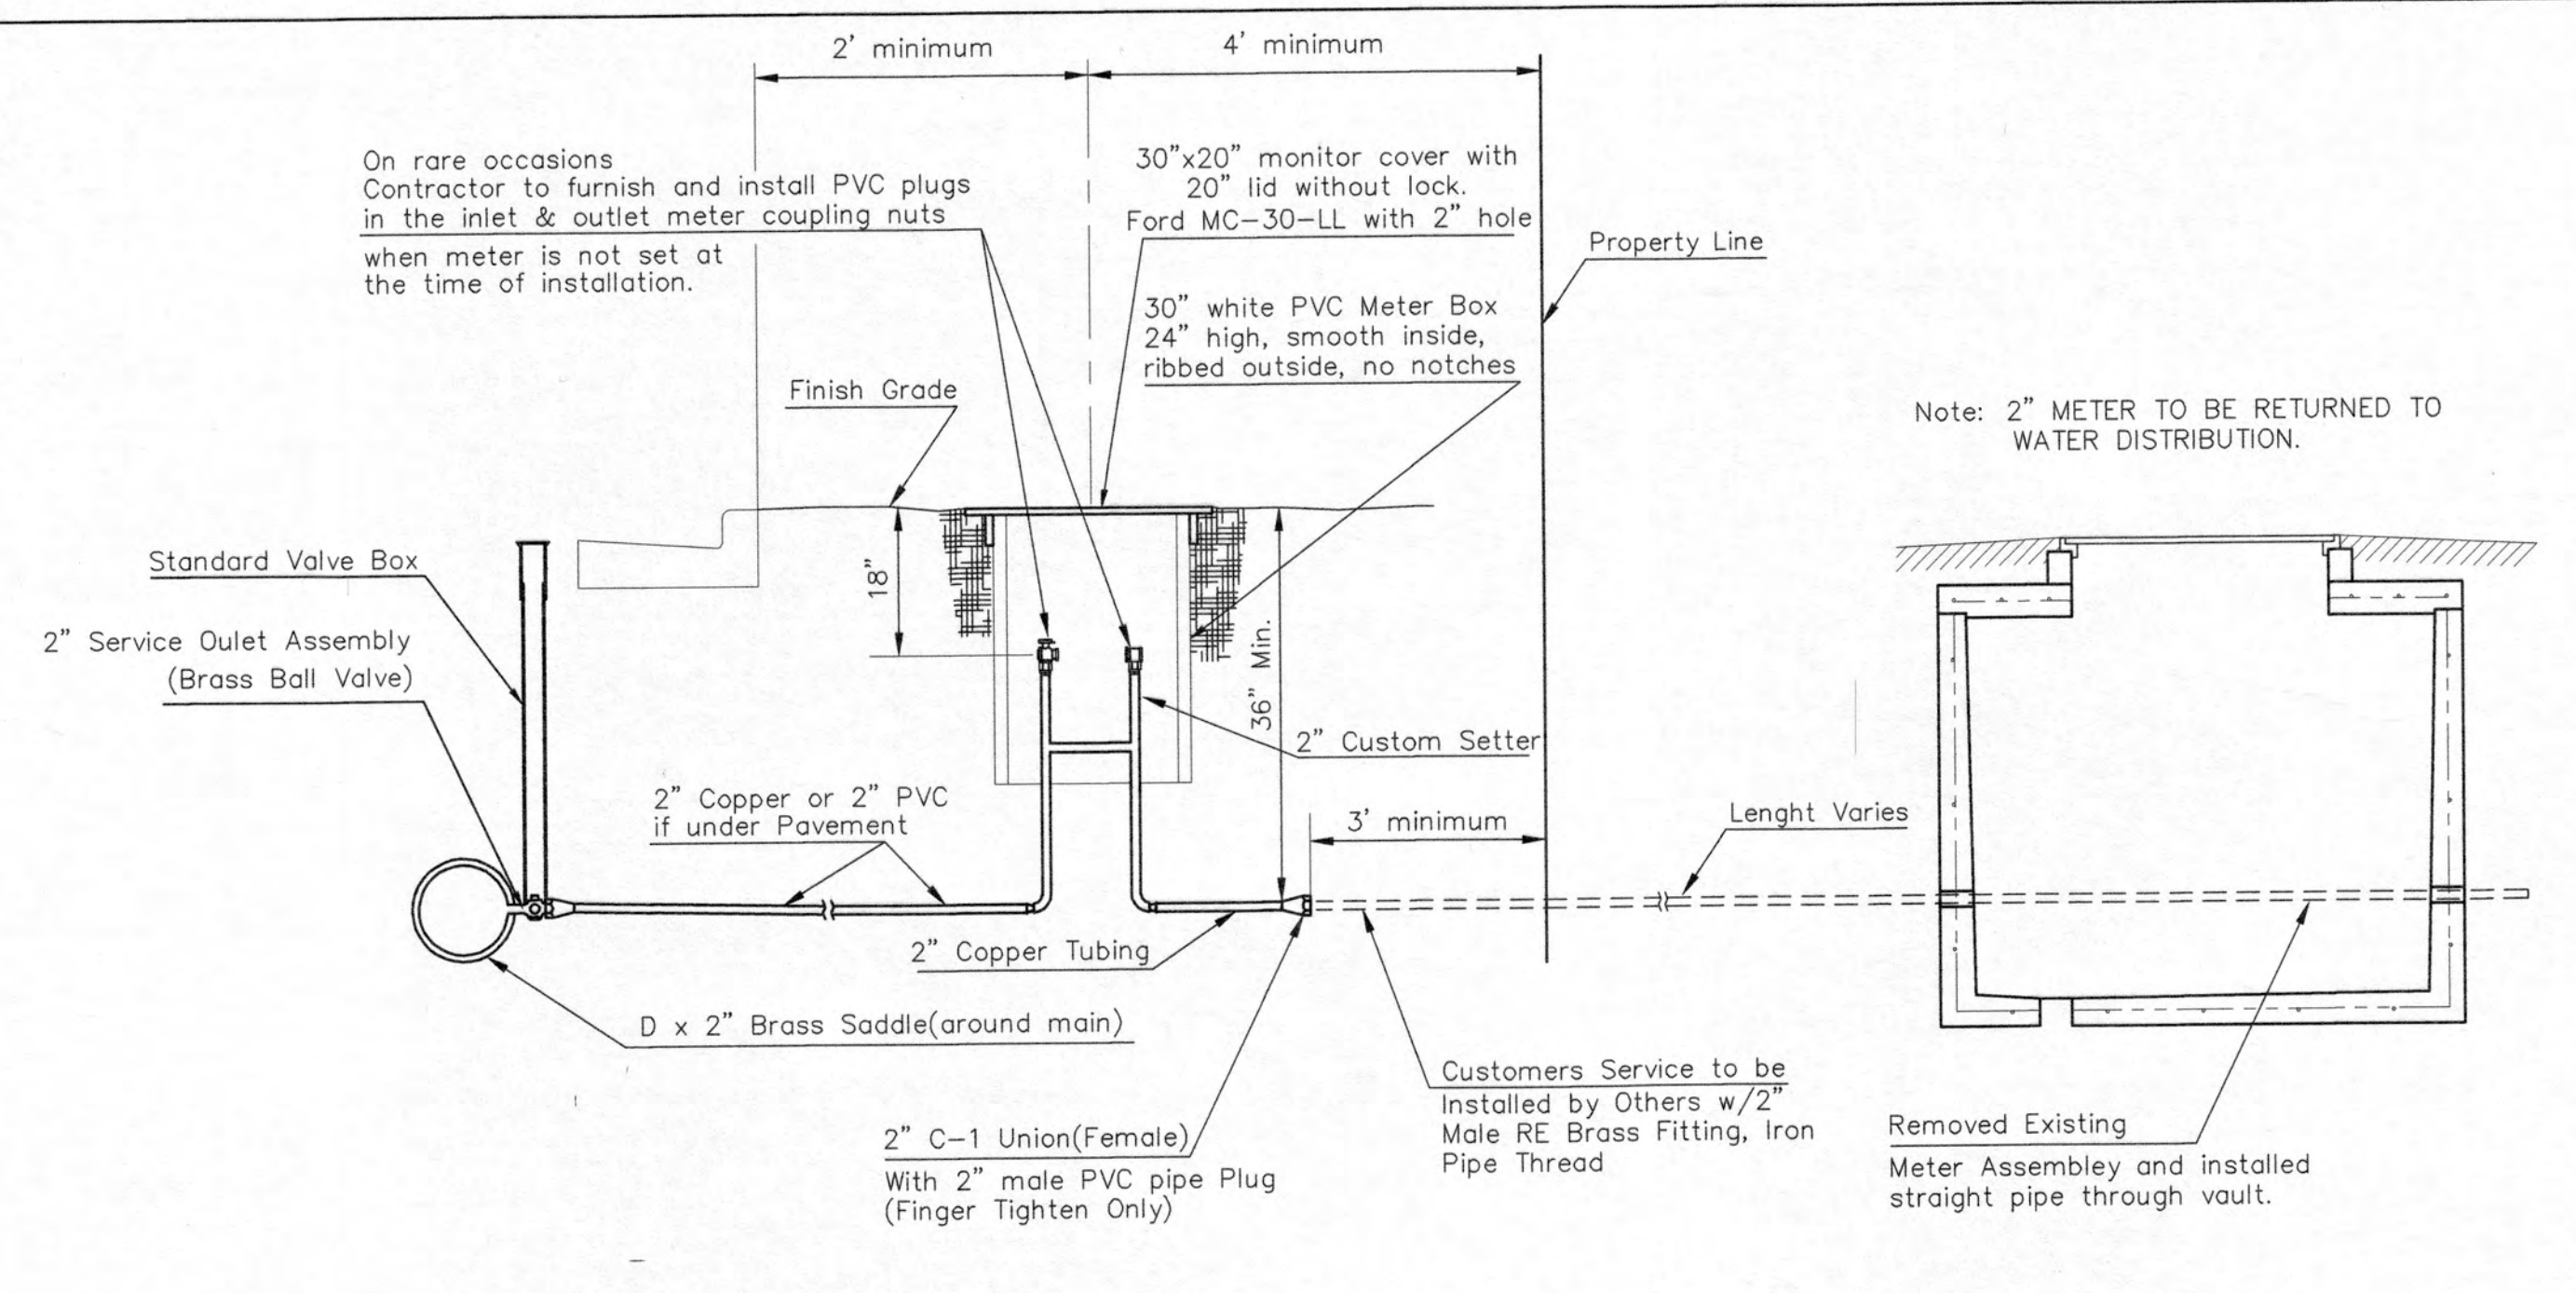 2' minimum
4' minimum
On rare occasions
Contractor to furnish and install PVC plugs
in the inlet & outlet meter coupling nuts
when meter is not set at
the time of installation.
30"x20" monitor cover with
20" lid without lock.
Ford MC-30-LL with 2" hole
Property Line
30" white PVC Meter Box
24" high, smooth inside,
ribbed outside, no notches
Finish Grade
Note: 2" METER TO BE RETURNED TO
WATER DISTRIBUTION.
Standard Valve Box
18"
2" Service Oulet Assembly
(Brass Ball Valve)
36" Min.
2" Custom Setter
2" Copper or 2" PVC
if under Pavement
3' minimum
Lenght Varies
2" Copper Tubing
D x 2" Brass Saddle(around main)
2" C-1 Union(Female)
With 2" male PVC pipe Plug
(Finger Tighten Only)
Customers Service to be
Installed by Others w/2"
Male RE Brass Fitting, Iron
Pipe Thread
Removed Existing
Meter Assembley and installed
straight pipe through vault.